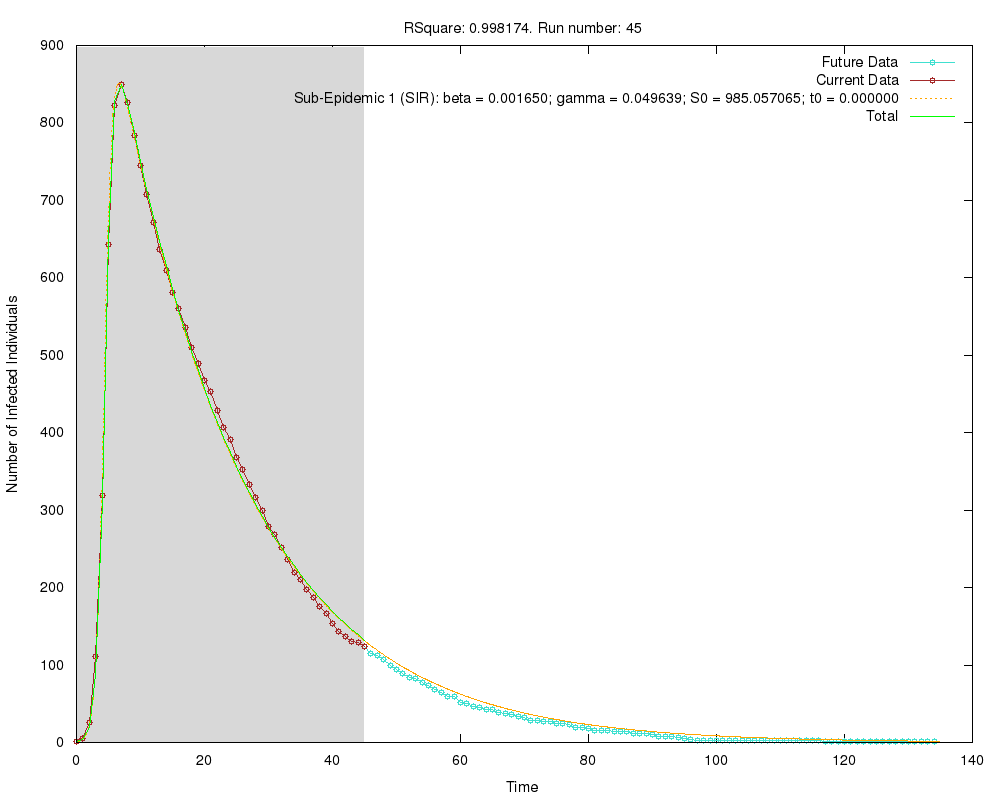 RSquare: 0.998174. Run number: 45
900
800
700
600
500
400
300
200
100
0
Number of Infected Individuals
Future Data
Current Data
Sub-Epidemic 1 (SIR): beta = 0.001650; gamma = 0.049639; S0 = 985.057065; t0 = 0.000000
Total
0 20 40 60 80 100 120 140
Time